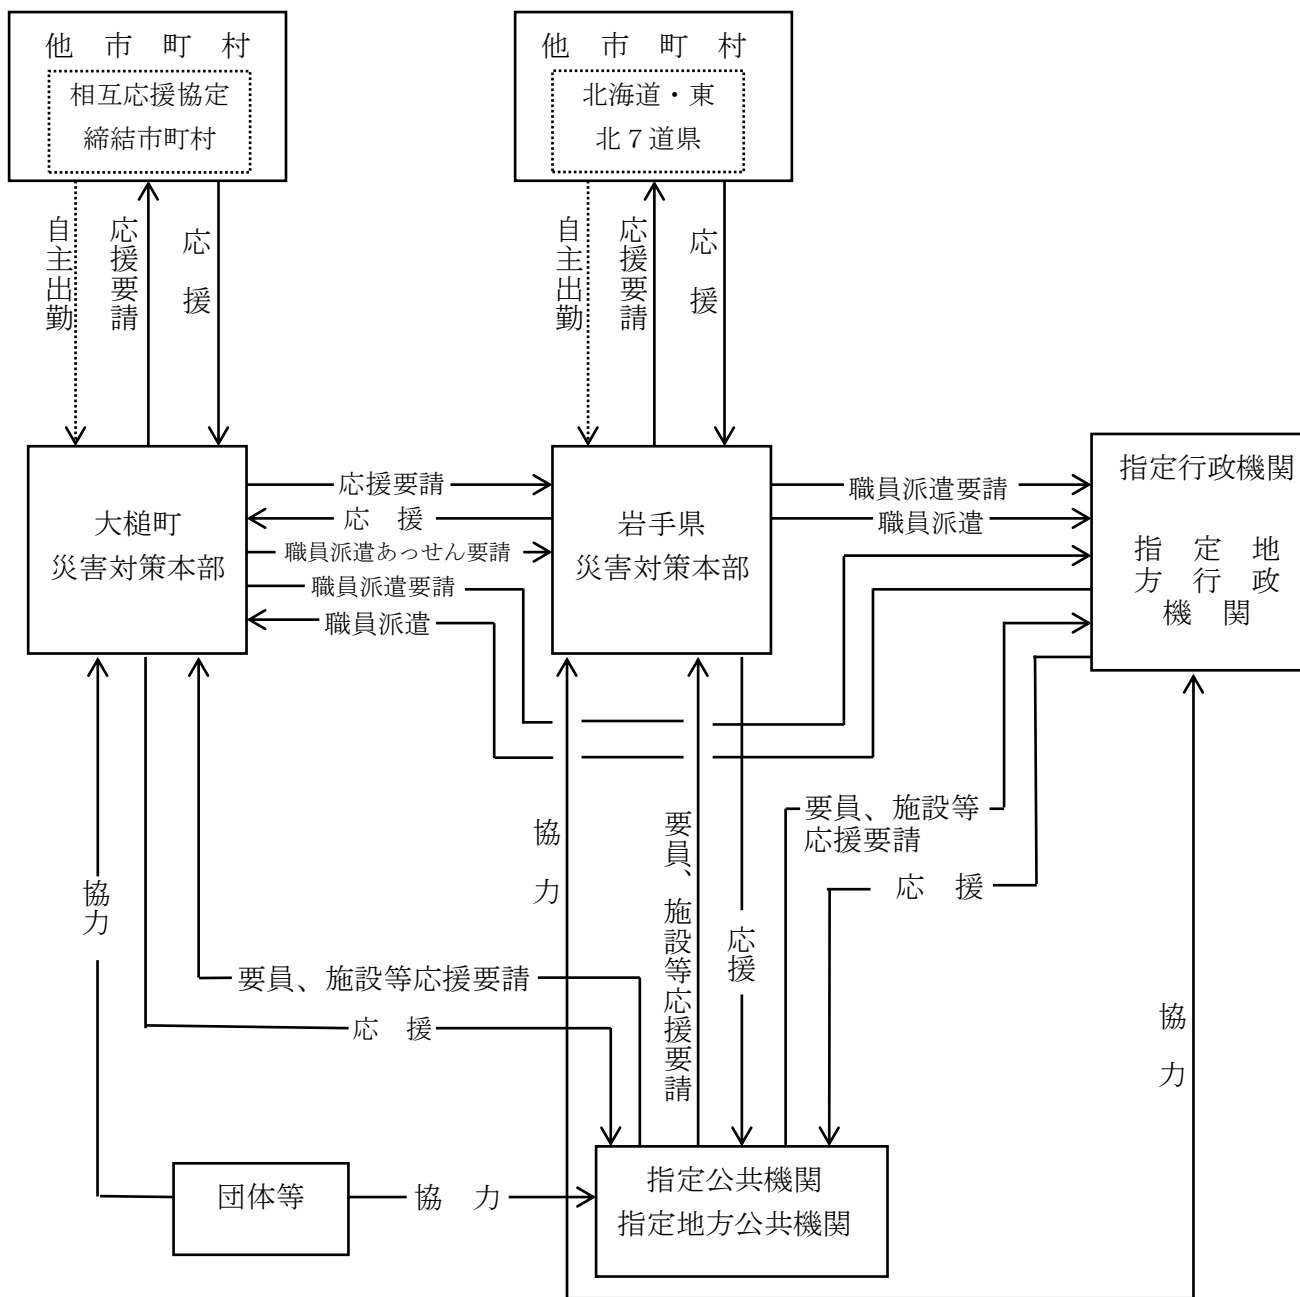 他　市　町　村
相互応援協定
締結市町村
他　市　町　村
北海道・東
北７道県
自主出勤
応援要請
応　援
自主出勤
応援要請
応　援
大槌町
災害対策本部
応援要請
応　援
職員派遣あっせん要請
職員派遣要請
職員派遣
岩手県
災害対策本部
職員派遣要請
職員派遣
指定行政機関
指　定　地
方　行　政
機　関
協力
協　力
要員、施設等応援要請
応援
要員、施設等
応援要請
応　援
要員、施設等応援要請
応　援
協　力
団体等
協　力
指定公共機関
指定地方公共機関